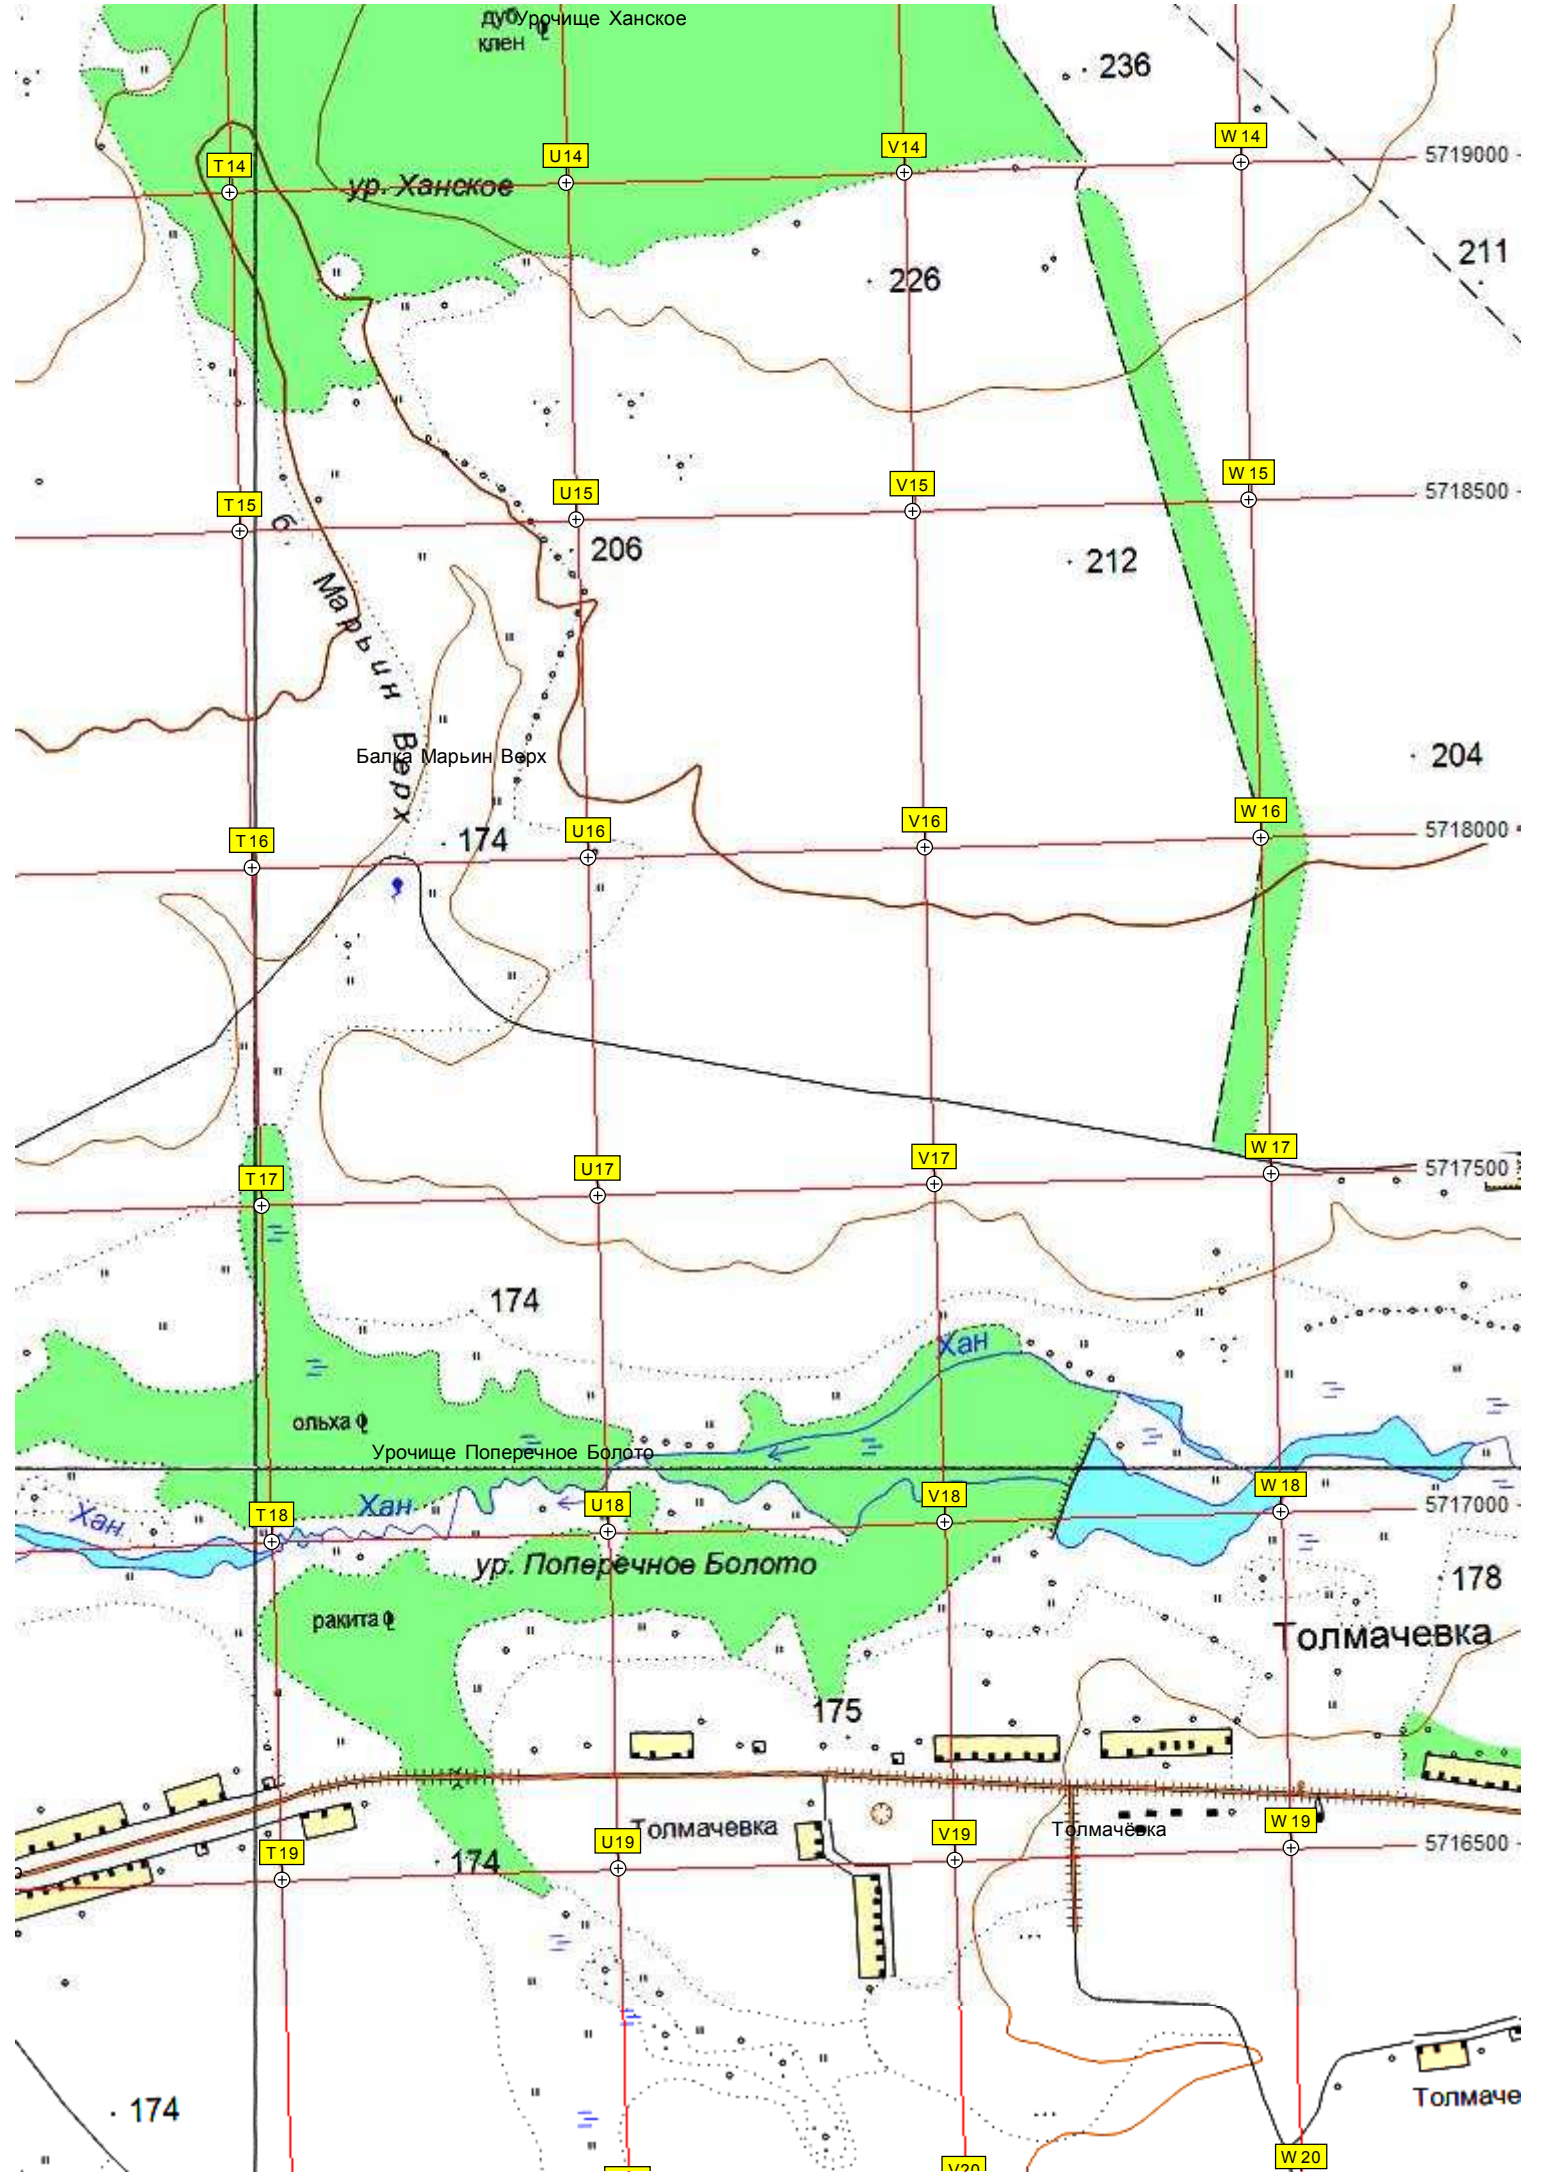 дуб
клен
Урочище Ханское
236
T 14
U 14
V 14
W 14
5719000
ур. Ханское
211
226
T 15
U 15
V 15
W 15
5718500
б. Марьин Верх
206
212
Балка Марьин Верх
204
174
T 16
U 16
V 16
W 16
5718000
T 17
U 17
V 17
W 17
5717500
174
Хан
ольха
Урочище Поперечное Болото
Хан
Хан
T 18
U 18
V 18
W 18
5717000
ур. Поперечное Болото
178
ракита
Толмачевка
175
Толмачевка
Толмачёвка
T 19
U 19
V 19
W 19
5716500
174
174
Толмаче
V20
W 20